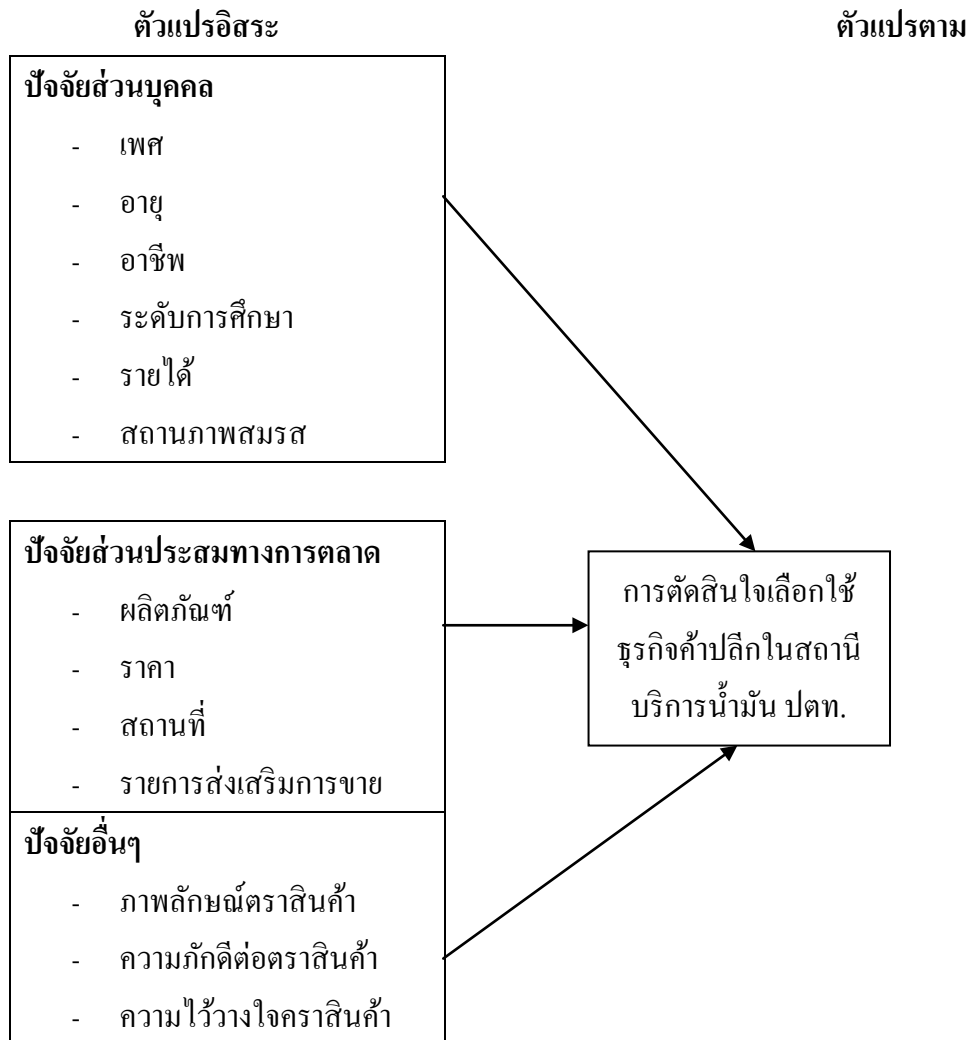 ตัวแปรอิสระ
ตัวแปรตาม
ปัจจัยส่วนบุคคล
- เพศ
- อายุ
- อาชีพ
- ระดับการศึกษา
- รายได้
- สถานภาพสมรส
ปัจจัยส่วนประสมทางการตลาด
- ผลิตภัณฑ์
- ราคา
- สถานที่
- รายการส่งเสริมการขาย
ปัจจัยอื่นๆ
- ภาพลักษณ์ตราสินค้า
- ความภักดีต่อตราสินค้า
- ความไว้วางใจคราสินค้า
การตัดสินใจเลือกใช้
ธุรกิจค้าปลีกในสถานี
บริการน้ำมัน ปตท.